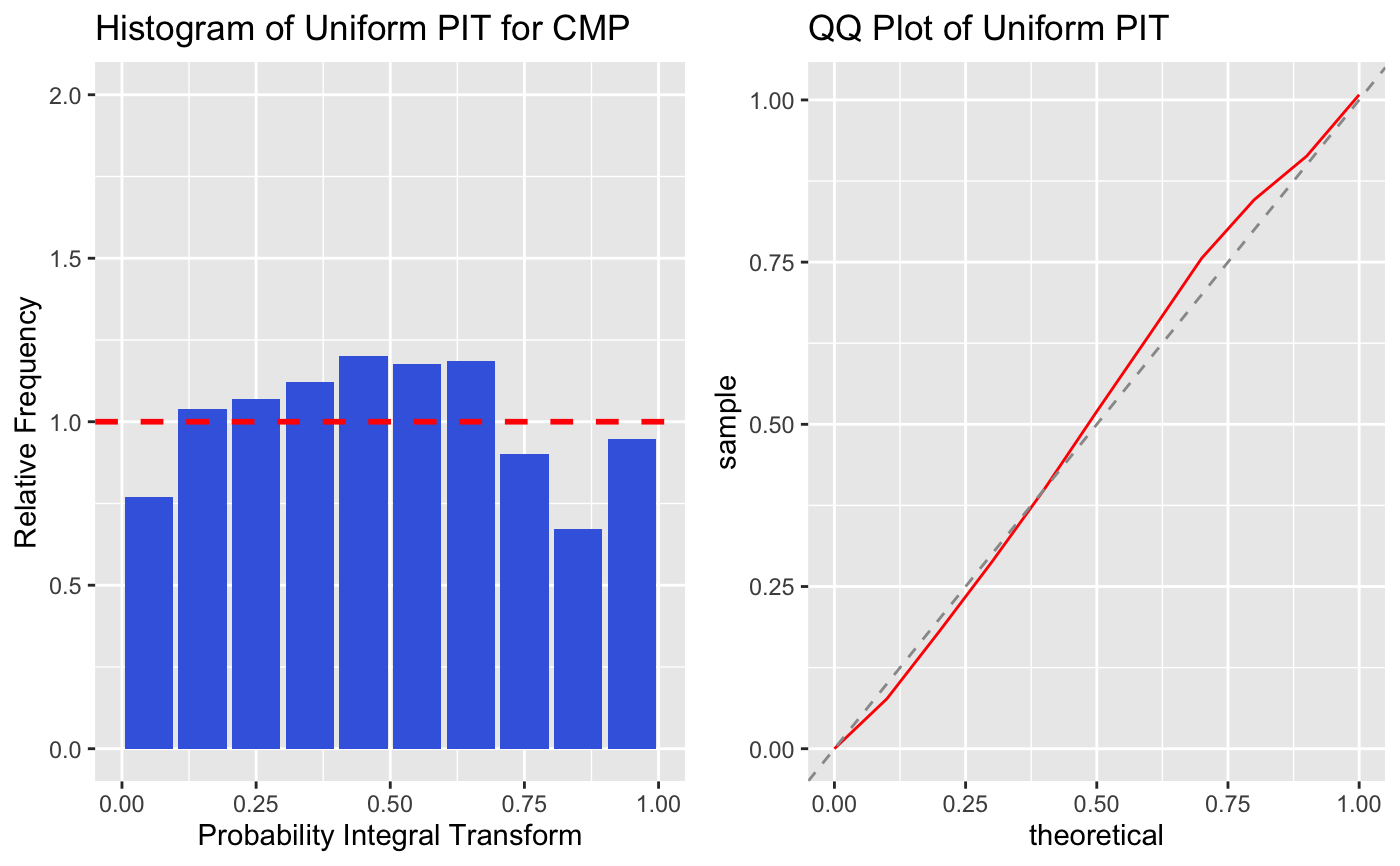 Histogram of Uniform PIT for CMP
Relative Frequency
2.0
1.5
1.0
0.5
0.0
0.00 0.25 0.50 0.75 1.00
Probability Integral Transform
QQ Plot of Uniform PIT
sample
1.00
0.75
0.50
0.25
0.00
0.00 0.25 0.50 0.75 1.00
theoretical